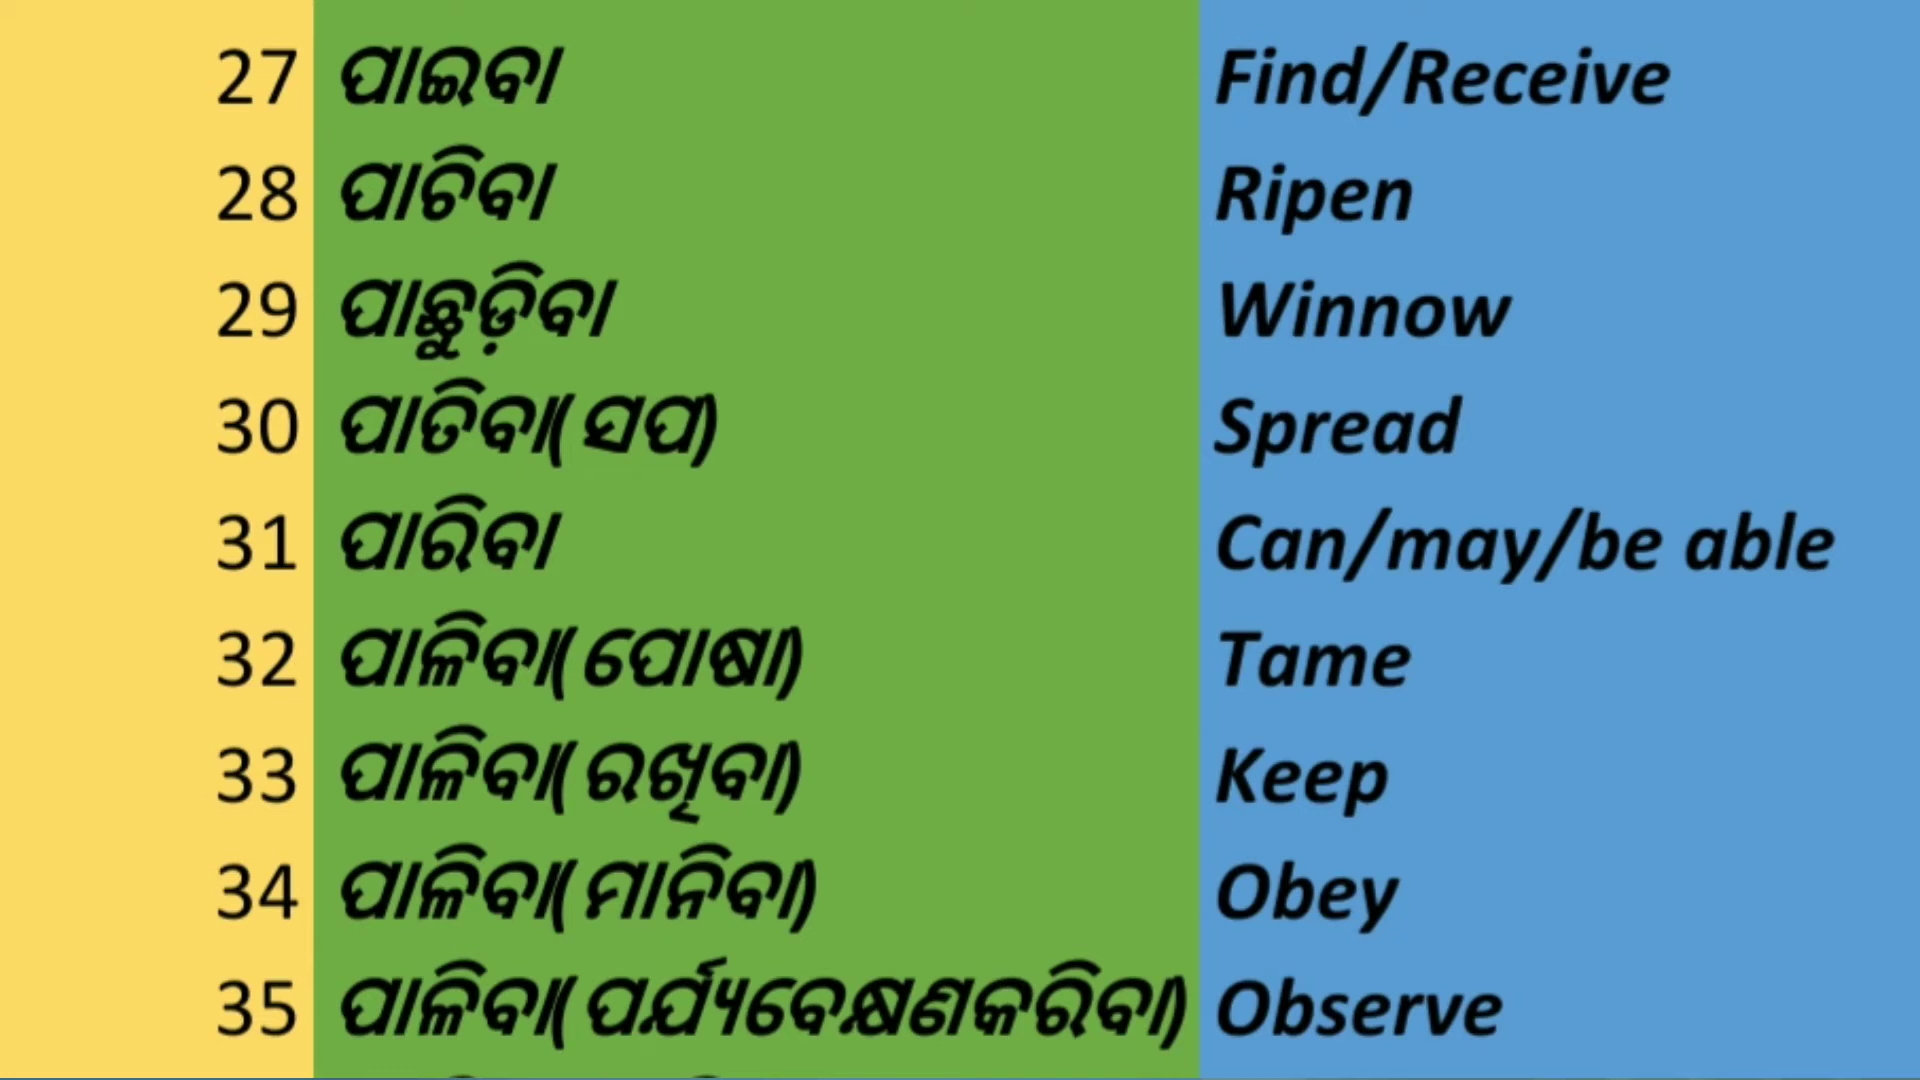 27 ପାଇବା Find/Receive
28 ପାଚିବା Ripen
29 ପାଛୁଡ଼ିବା Winnow
30 ପାତିବା(ସପ) Spread
31 ପାରିବା Can/may/be able
32 ପାଳିବା(ପୋଷା) Tame
33 ପାଳିବା(ରଖିବା) Keep
34 ପାଳିବା(ମାନିବା) Obey
35 ପାଳିବା(ପର୍ଯ୍ୟବେକ୍ଷଣକରିବା) Observe